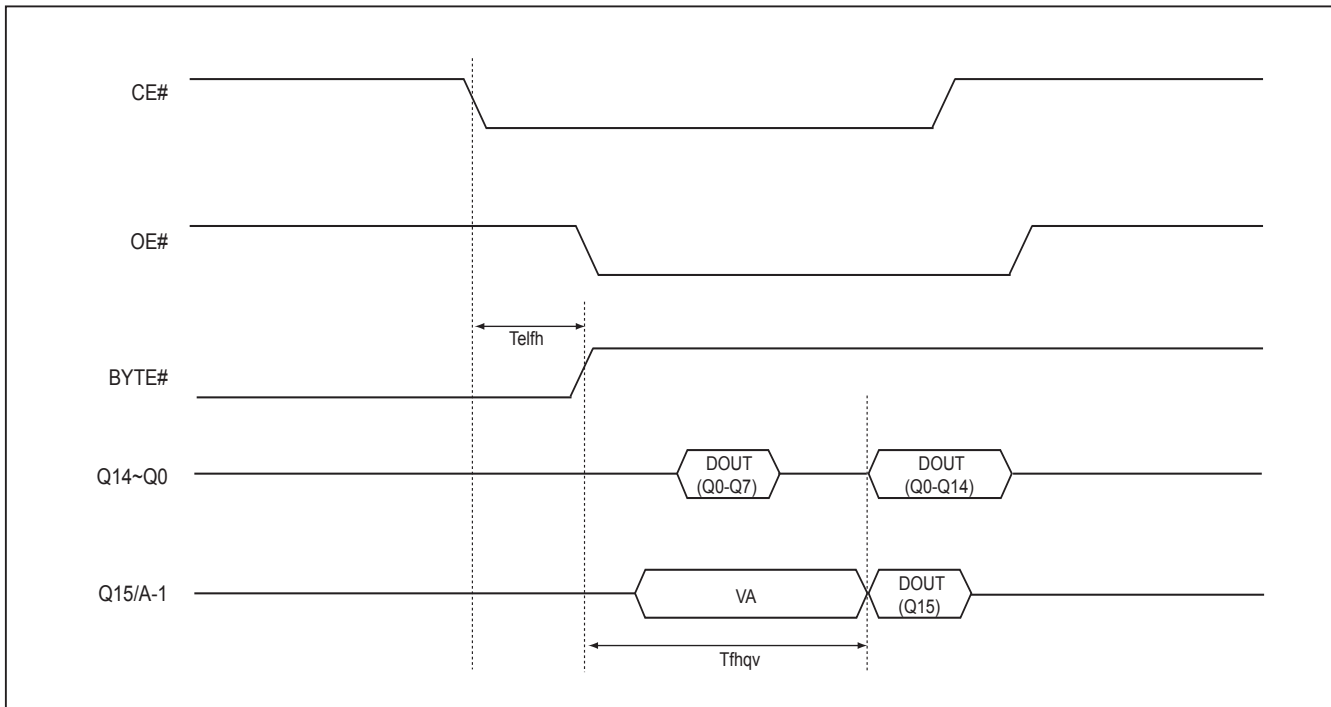 CE#
OE#
Telfh
BYTE#
Q14~Q0
DOUT
(Q0-Q7)
DOUT
(Q0-Q14)
Q15/A-1
VA
DOUT
(Q15)
Tfhqv